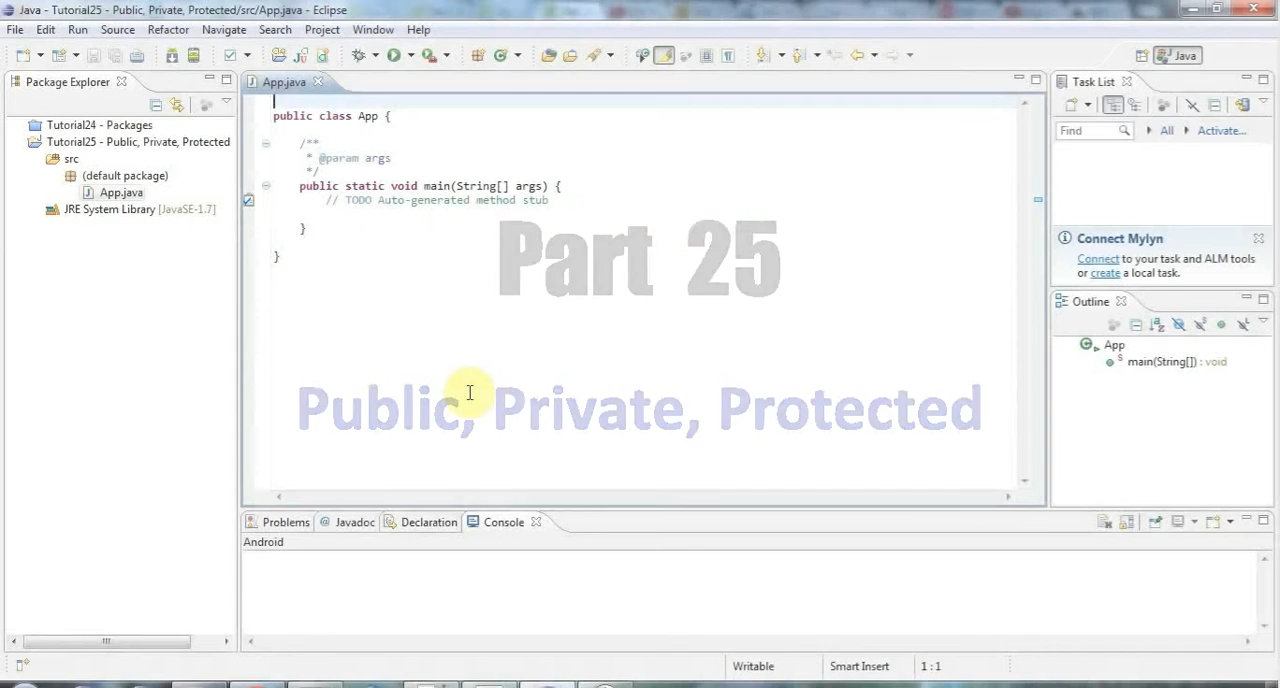 Java - Tutorial25 - Public, Private, Protected/src/App.java - Eclipse
File Edit Run Source Refactor Navigate Search Project Window Help
Java
Package Explorer
Tutorial24 - Packages
Tutorial25 - Public, Private, Protected
src
(default package)
App.java
JRE System Library [JavaSE-1.7]
App.java
public class App {
/**
* @param args
*/
public static void main(String[] args) {
// TODO Auto-generated method stub
}
}
Part 25
Public, Private, Protected
Task List
Find All Activate...
Connect Mylyn
Connect to your task and ALM tools
or create a local task.
Outline
App
main(String[]) : void
Problems @ Javadoc Declaration Console
Android
Writable Smart Insert 1 : 1